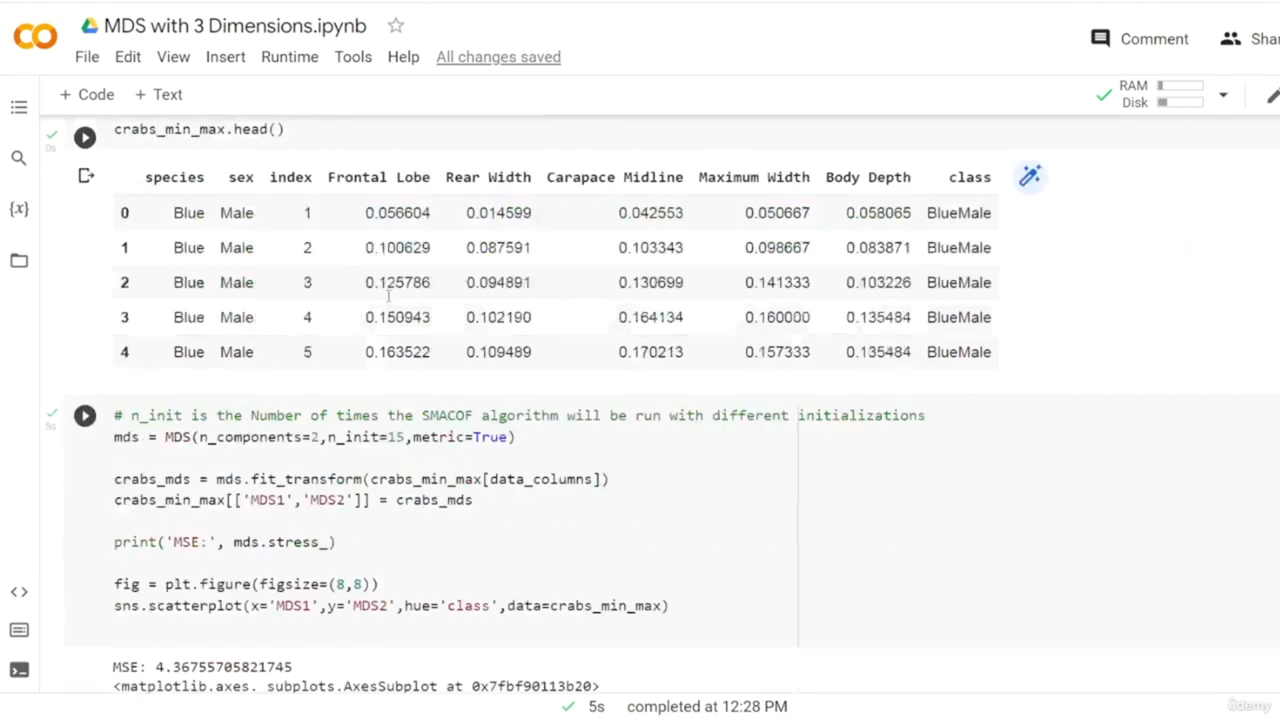 MDS with 3 Dimensions.ipynb
Comment
File Edit View Insert Runtime Tools Help All changes saved
+ Code + Text
RAM
Disk
crabs_min_max.head()
0s
species sex index Frontal Lobe Rear Width Carapace Midline Maximum Width Body Depth class
0 Blue Male 1 0.056604 0.014599 0.042553 0.050667 0.058065 BlueMale
1 Blue Male 2 0.100629 0.087591 0.103343 0.098667 0.083871 BlueMale
2 Blue Male 3 0.125786 0.094891 0.130699 0.141333 0.103226 BlueMale
3 Blue Male 4 0.150943 0.102190 0.164134 0.160000 0.135484 BlueMale
4 Blue Male 5 0.163522 0.109489 0.170213 0.157333 0.135484 BlueMale
5s
# n_init is the Number of times the SMACOF algorithm will be run with different initializations
mds = MDS(n_components=2,n_init=15,metric=True)
crabs_mds = mds.fit_transform(crabs_min_max[data_columns])
crabs_min_max[['MDS1','MDS2']] = crabs_mds
print('MSE:', mds.stress_)
fig = plt.figure(figsize=(8,8))
sns.scatterplot(x='MDS1',y='MDS2',hue='class',data=crabs_min_max)
MSE: 4.36755705821745
<matplotlib.axes._subplots.AxesSubplot at 0x7fbf90113b20>
5s completed at 12:28 PM
ûdemy